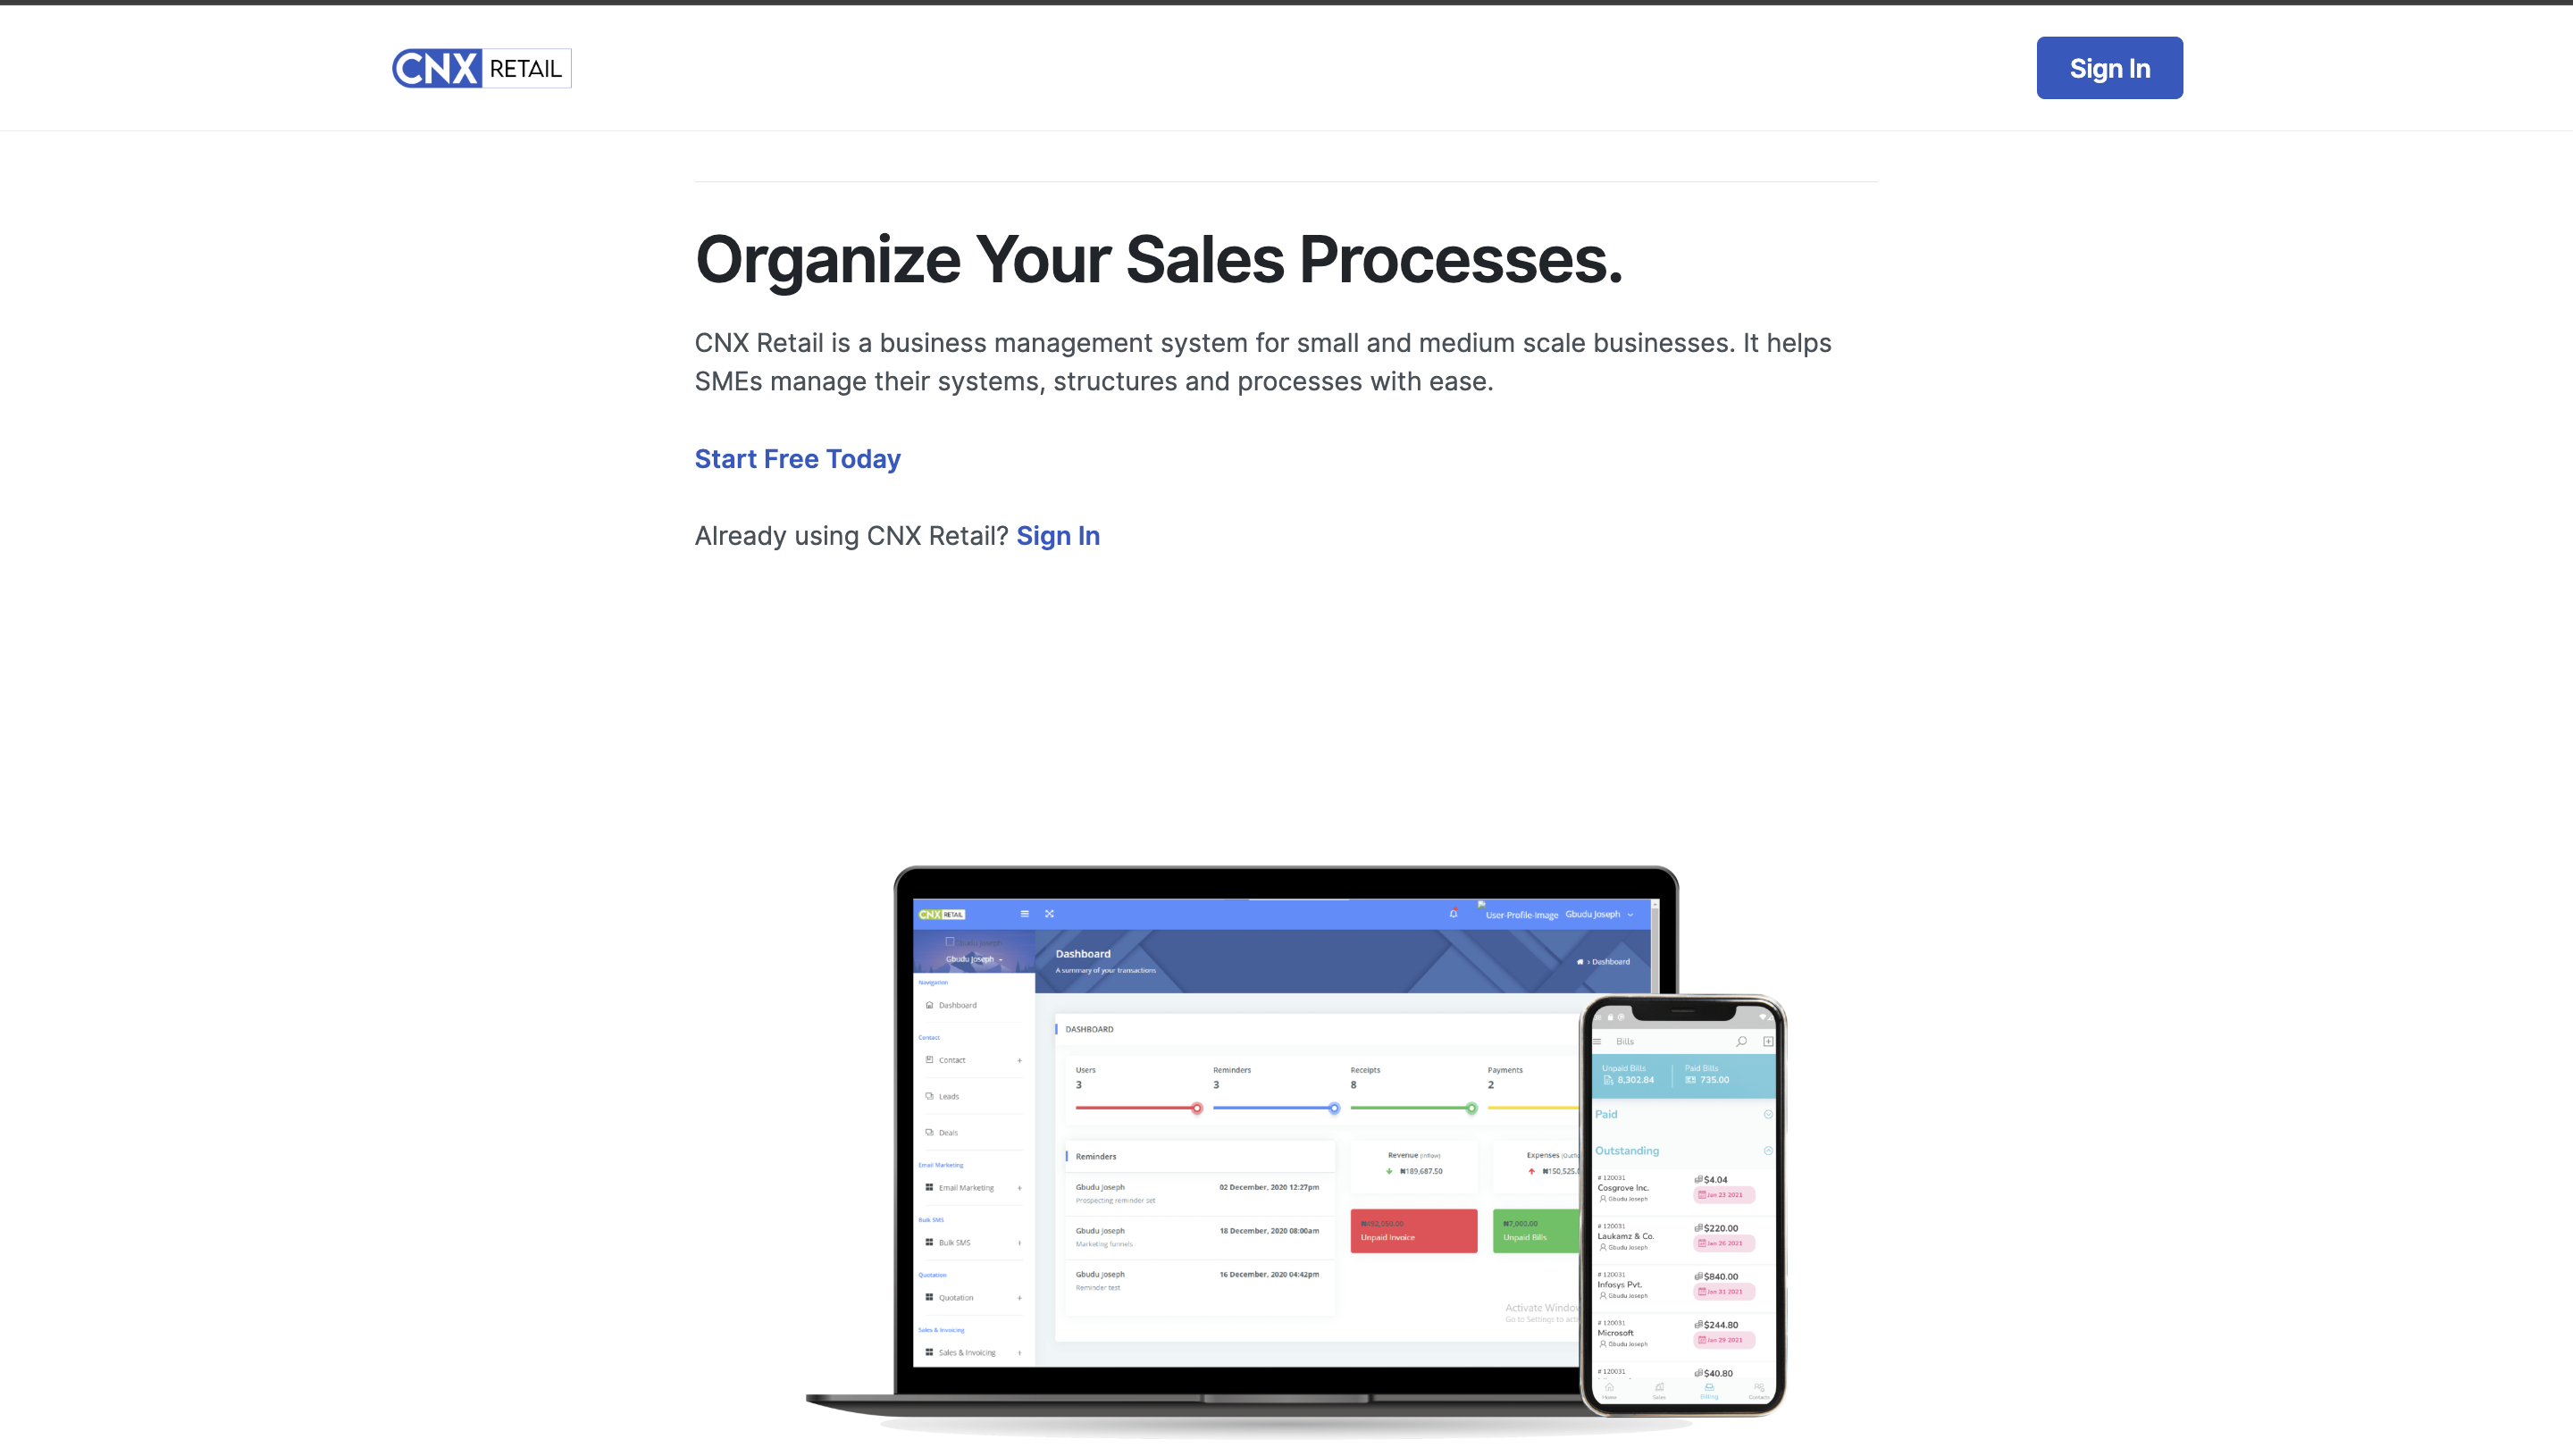 CNX RETAIL
Sign In
Organize Your Sales Processes.
CNX Retail is a business management system for small and medium scale businesses. It helps
SMEs manage their systems, structures and processes with ease.
Start Free Today
Already using CNX Retail? Sign In
CNX RETAIL
User-Profile-Image Gbudu Joseph
Gbudu Joseph
Gbudu Joseph
Dashboard
A summary of your transactions
> Dashboard
Navigation
Dashboard
Contact
Contact +
Leads
Deals
Email Marketing
Email Marketing +
Bulk SMS
Bulk SMS +
Quotation
Quotation +
Sales & Invoicing
Sales & Invoicing +
DASHBOARD
Users Reminders Receipts Payments
3 3 8 2
Reminders
Gbudu Joseph 02 December, 2020 12:27pm
Prospecting reminder set
Gbudu Joseph 18 December, 2020 08:00am
Marketing funnels
Gbudu Joseph 16 December, 2020 04:42pm
Reminder test
Revenue (Inflow)
₦189,687.50
Expenses
₦150,525.
Unpaid Invoice
₦7,000.00
Unpaid Bills
Activate
Go to Settings to
Bills
Unpaid Bills Paid Bills
8,302.84 735.00
Paid
Outstanding
# 120031 $4.04
Cosgrove Inc. Jan 23 2021
Gbudu Joseph
# 120031 $220.00
Laukamz & Co.
Gbudu Joseph
# 120031 $840.00
Infosys Pvt. Jan 31 2021
Gbudu Joseph
# 120031 $244.80
Microsoft Jan 29 2021
Gbudu Joseph
# 120031 $40.80
Home Sales Billing Contacts